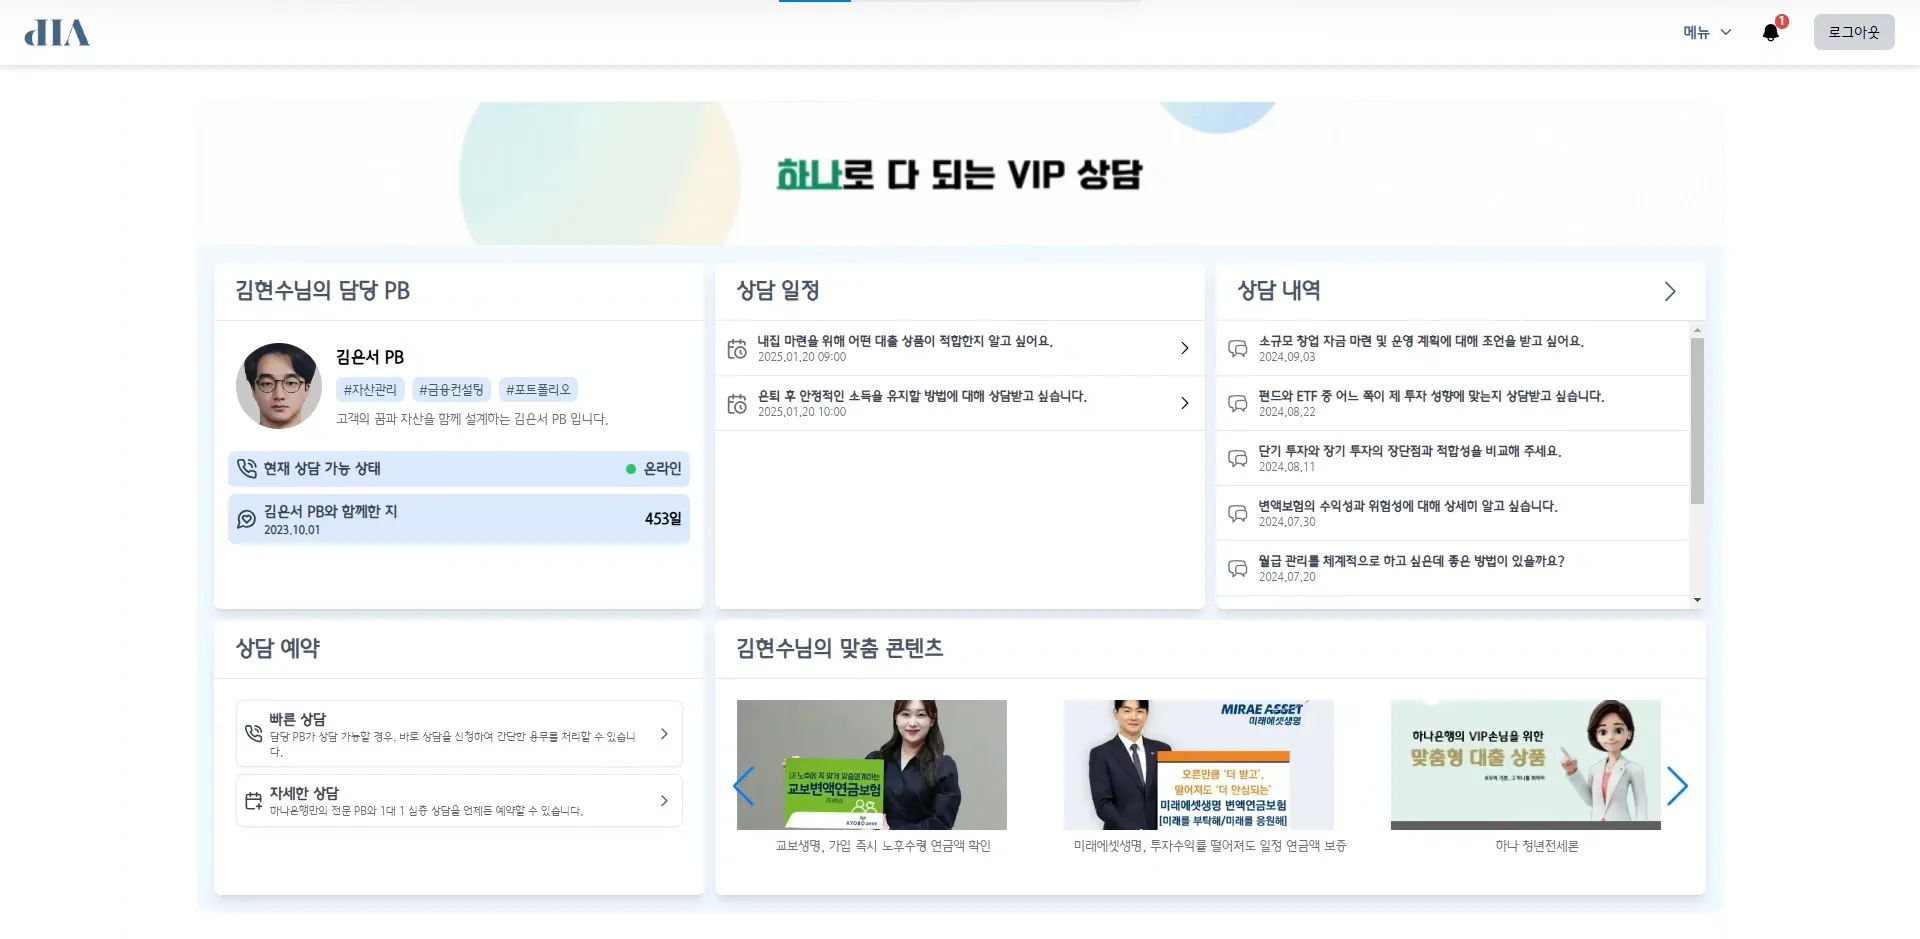 dIA
메뉴
1
로그아웃
하나로 다 되는 VIP 상담
김현수님의 담당 PB
김은서 PB
#자산관리 #금융컨설팅 #포트폴리오
고객의 꿈과 자산을 함께 설계하는 김은서 PB 입니다.
현재 상담 가능 상태
온라인
김은서 PB와 함께한 지
2023.10.01
453일
상담 일정
내집 마련을 위해 어떤 대출 상품이 적합한지 알고 싶어요.
2025.01.20 09:00
은퇴 후 안정적인 소득을 유지할 방법에 대해 상담받고 싶습니다.
2025.01.20 10:00
상담 내역
소규모 창업 자금 마련 및 운영 계획에 대해 조언을 받고 싶어요.
2024.09.03
펀드와 ETF 중 어느 쪽이 제 투자 성향에 맞는지 상담받고 싶습니다.
2024.08.22
단기 투자와 장기 투자의 장단점과 적합성을 비교해 주세요.
2024.08.11
변액보험의 수익성과 위험성에 대해 상세히 알고 싶습니다.
2024.07.30
월급 관리를 체계적으로 하고 싶은데 좋은 방법이 있을까요?
2024.07.20
상담 예약
빠른 상담
담당 PB가 상담 가능할 경우, 바로 상담을 신청하여 간단한 용무를 처리할 수 있습니
다.
자세한 상담
하나은행만의 전문 PB와 1대 1 심층 상담을 언제든 예약할 수 있습니다.
김현수님의 맞춤 콘텐츠
내 노후에 꼭 맞게 맞춤설계하는
교보변액연금보험
(무배당)
KYOBO 교보생명
교보생명, 가입 즉시 노후수령 연금액 확인
MIRAE ASSET
미래에셋생명
오른만큼 '더 받고',
떨어져도 '더 안심되는'
미래에셋생명 변액연금보험
[미래를 부탁해/미래를 응원해]
미래에셋생명, 투자수익률 떨어져도 일정 연금액 보증
하나은행의 VIP손님을 위한
맞춤형 대출 상품
하나 청년전세론